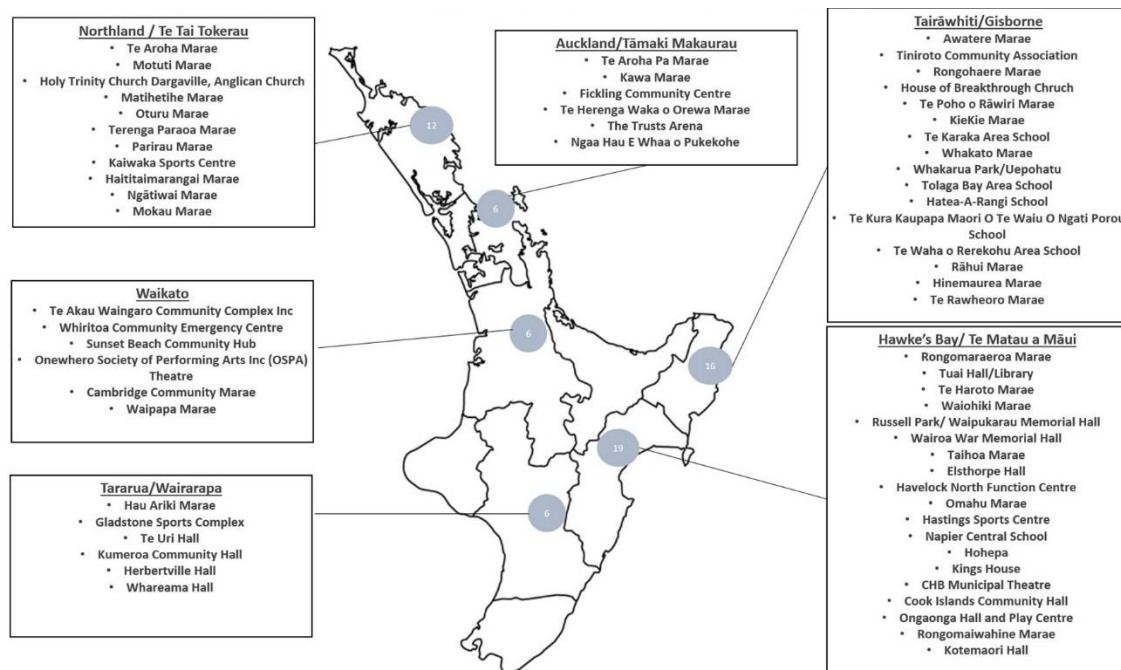 Northland / Te Tai Tokerau
• Te Aroha Marae
• Motuti Marae
• Holy Trinity Church Dargaville, Anglican Church
• Matihetihe Marae
• Oturu Marae
• Terenga Paraoa Marae
• Parirau Marae
• Kaiwaka Sports Centre
• Haititaimarangai Marae
• Ngātiwai Marae
• Mokau Marae
12
Auckland/Tāmaki Makaurau
• Te Aroha Pa Marae
• Kawa Marae
• Fickling Community Centre
• Te Herenga Waka o Orewa Marae
• The Trusts Arena
• Ngaa Hau E Whaa o Pukekohe
6
Tairāwhiti/Gisborne
• Awatere Marae
• Tiniroto Community Association
• Rongohaere Marae
• House of Breakthrough Chruch
• Te Poho o Rāwiri Marae
• KieKie Marae
• Te Karaka Area School
• Whakato Marae
• Whakarua Park/Uepohatu
• Tolaga Bay Area School
• Hatea-A-Rangi School
• Te Kura Kaupapa Maori O Te Waiu O Ngati Porou
School
• Te Waha o Rerekohu Area School
• Rāhui Marae
• Hinemaurea Marae
• Te Rawheoro Marae
16
Waikato
• Te Akau Waingaro Community Complex Inc
• Whiritoa Community Emergency Centre
• Sunset Beach Community Hub
• Onewhero Society of Performing Arts Inc (OSPA)
Theatre
• Cambridge Community Marae
• Waipapa Marae
6
Hawke's Bay/ Te Matau a Māui
• Rongomaraeroa Marae
• Tuai Hall/Library
• Te Haroto Marae
• Waiohiki Marae
• Russell Park/ Waipukarau Memorial Hall
• Wairoa War Memorial Hall
• Taihoa Marae
• Elsthorpe Hall
• Havelock North Function Centre
• Omahu Marae
• Hastings Sports Centre
• Napier Central School
• Hohepa
• Kings House
• CHB Municipal Theatre
• Cook Islands Community Hall
• Ongaonga Hall and Play Centre
• Rongomaiwahine Marae
• Kotemaori Hall
19
Tararua/Wairarapa
• Hau Ariki Marae
• Gladstone Sports Complex
• Te Uri Hall
• Kumeroa Community Hall
• Herbertville Hall
• Whareama Hall
6